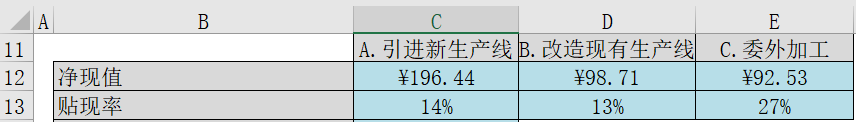 A B C D E
11 A.引进新生产线 B.改造现有生产线 C.委外加工
12 净现值 ¥196.44 ¥98.71 ¥92.53
13 贴现率 14% 13% 27%